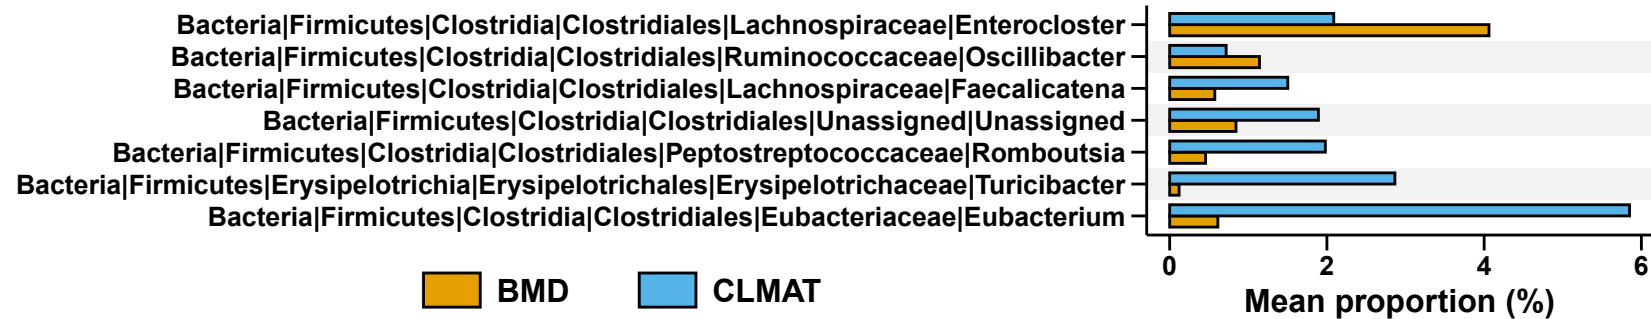 Bacteria|Firmicutes|Clostridia|Clostridiales|Lachnospiraceae|Enterocloster
Bacteria|Firmicutes|Clostridia|Clostridiales|Ruminococcaceae|Oscillibacter
Bacteria|Firmicutes|Clostridia|Clostridiales|Lachnospiraceae|Faecalicatena
Bacteria|Firmicutes|Clostridia|Clostridiales|Unassigned|Unassigned
Bacteria|Firmicutes|Clostridia|Clostridiales|Peptostreptococcaceae|Romboutsia
Bacteria|Firmicutes|Erysipelotrichia|Erysipelotrichales|Erysipelotrichaceae|Turicibacter
Bacteria|Firmicutes|Clostridia|Clostridiales|Eubacteriaceae|Eubacterium
0 2 4 6
Mean proportion (%)
BMD CLMAT